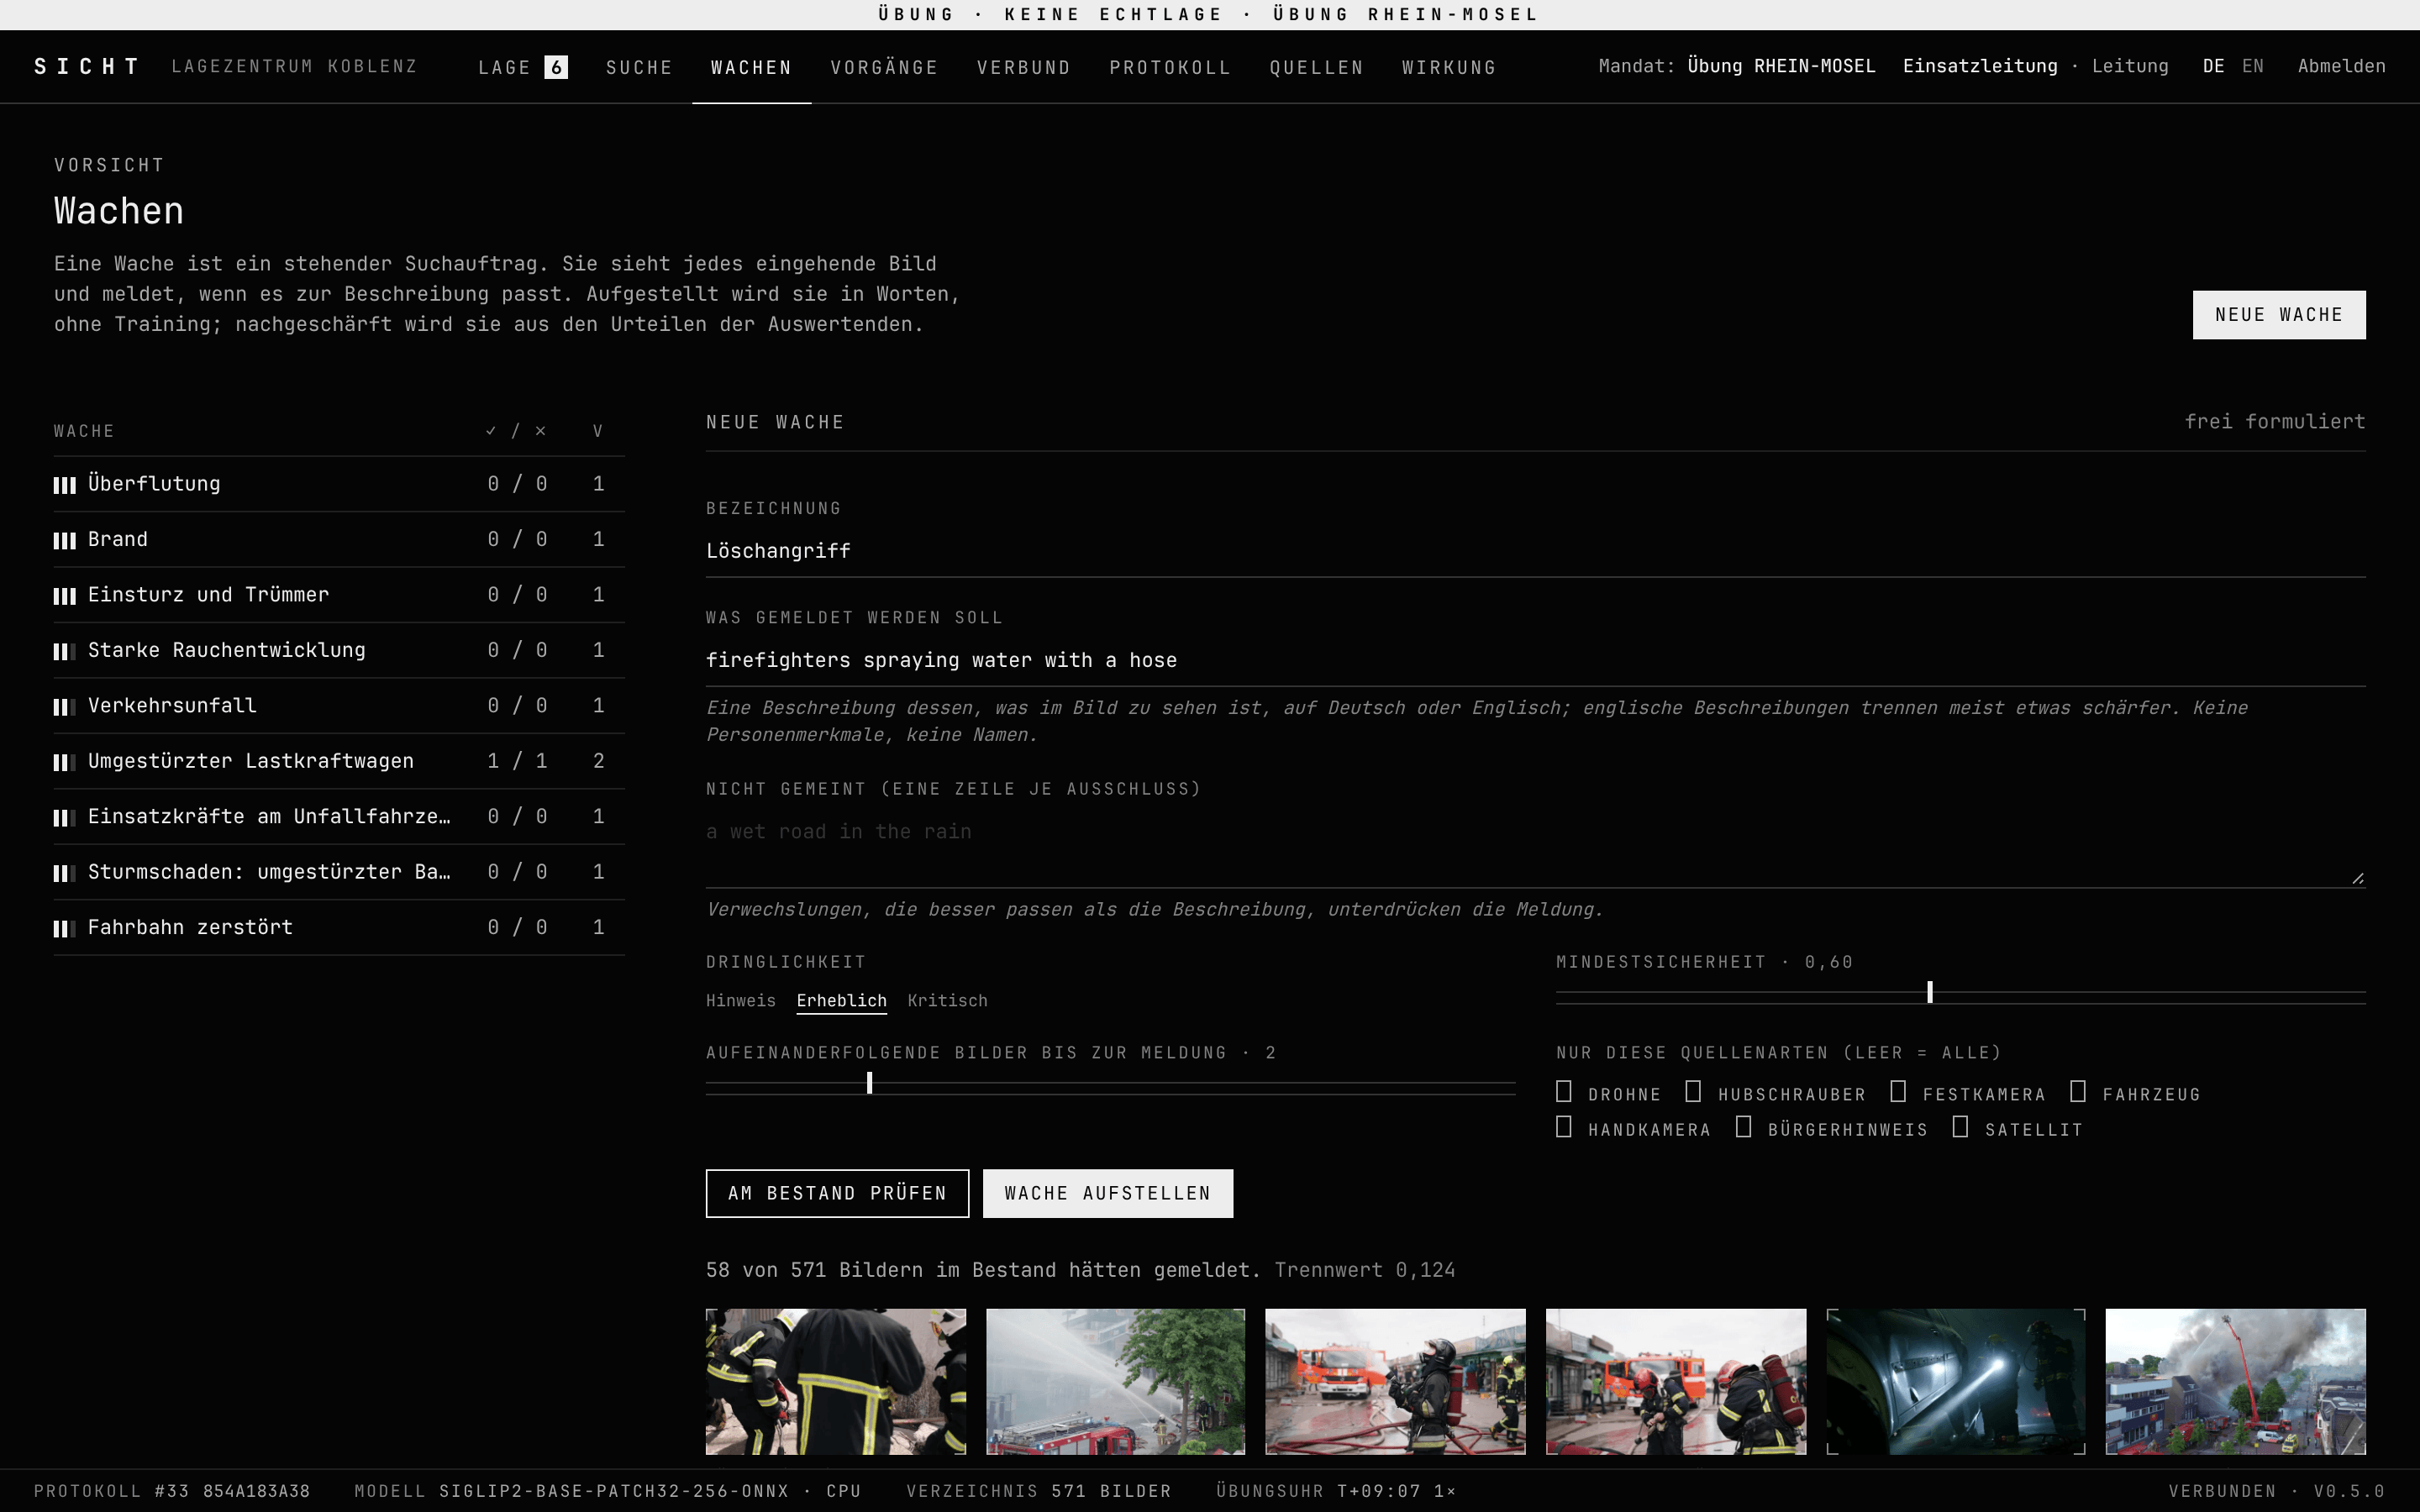 ÜBUNG · KEINE ECHTLAGE · ÜBUNG RHEIN-MOSEL
SICHT LAGEZENTRUM KOBLENZ LAGE 6 SUCHE WACHEN VORGÄNGE VERBUND PROTOKOLL QUELLEN WIRKUNG Mandat: Übung RHEIN-MOSEL Einsatzleitung · Leitung DE EN Abmelden
VORSICHT
Wachen
Eine Wache ist ein stehender Suchauftrag. Sie sieht jedes eingehende Bild
und meldet, wenn es zur Beschreibung passt. Aufgestellt wird sie in Worten,
ohne Training; nachgeschärft wird sie aus den Urteilen der Auswertenden.
NEUE WACHE
WACHE ✓ / × V
Überflutung 0 / 0 1
Brand 0 / 0 1
Einsturz und Trümmer 0 / 0 1
Starke Rauchentwicklung 0 / 0 1
Verkehrsunfall 0 / 0 1
Umgestürzter Lastkraftwagen 1 / 1 2
Einsatzkräfte am Unfallfahrze… 0 / 0 1
Sturmschaden: umgestürzter Ba… 0 / 0 1
Fahrbahn zerstört 0 / 0 1
NEUE WACHE frei formuliert
BEZEICHNUNG
Löschangriff
WAS GEMELDET WERDEN SOLL
firefighters spraying water with a hose
Eine Beschreibung dessen, was im Bild zu sehen ist, auf Deutsch oder Englisch; englische Beschreibungen trennen meist etwas schärfer. Keine
Personenmerkmale, keine Namen.
NICHT GEMEINT (EINE ZEILE JE AUSSCHLUSS)
a wet road in the rain
Verwechslungen, die besser passen als die Beschreibung, unterdrücken die Meldung.
DRINGLICHKEIT
Hinweis Erheblich Kritisch
MINDESTSICHERHEIT · 0,60
AUFEINANDERFOLGENDE BILDER BIS ZUR MELDUNG · 2
NUR DIESE QUELLENARTEN (LEER = ALLE)
DROHNE HUBSCHRAUBER FESTKAMERA FAHRZEUG
HANDKAMERA BÜRGERHINWEIS SATELLIT
AM BESTAND PRÜFEN WACHE AUFSTELLEN
58 von 571 Bildern im Bestand hätten gemeldet. Trennwert 0,124
PROTOKOLL #33 854A183A38 MODELL SIGLIP2-BASE-PATCH32-256-ONNX · CPU VERZEICHNIS 571 BILDER ÜBUNGSUHR T+09:07 1× VERBUNDEN · V0.5.0